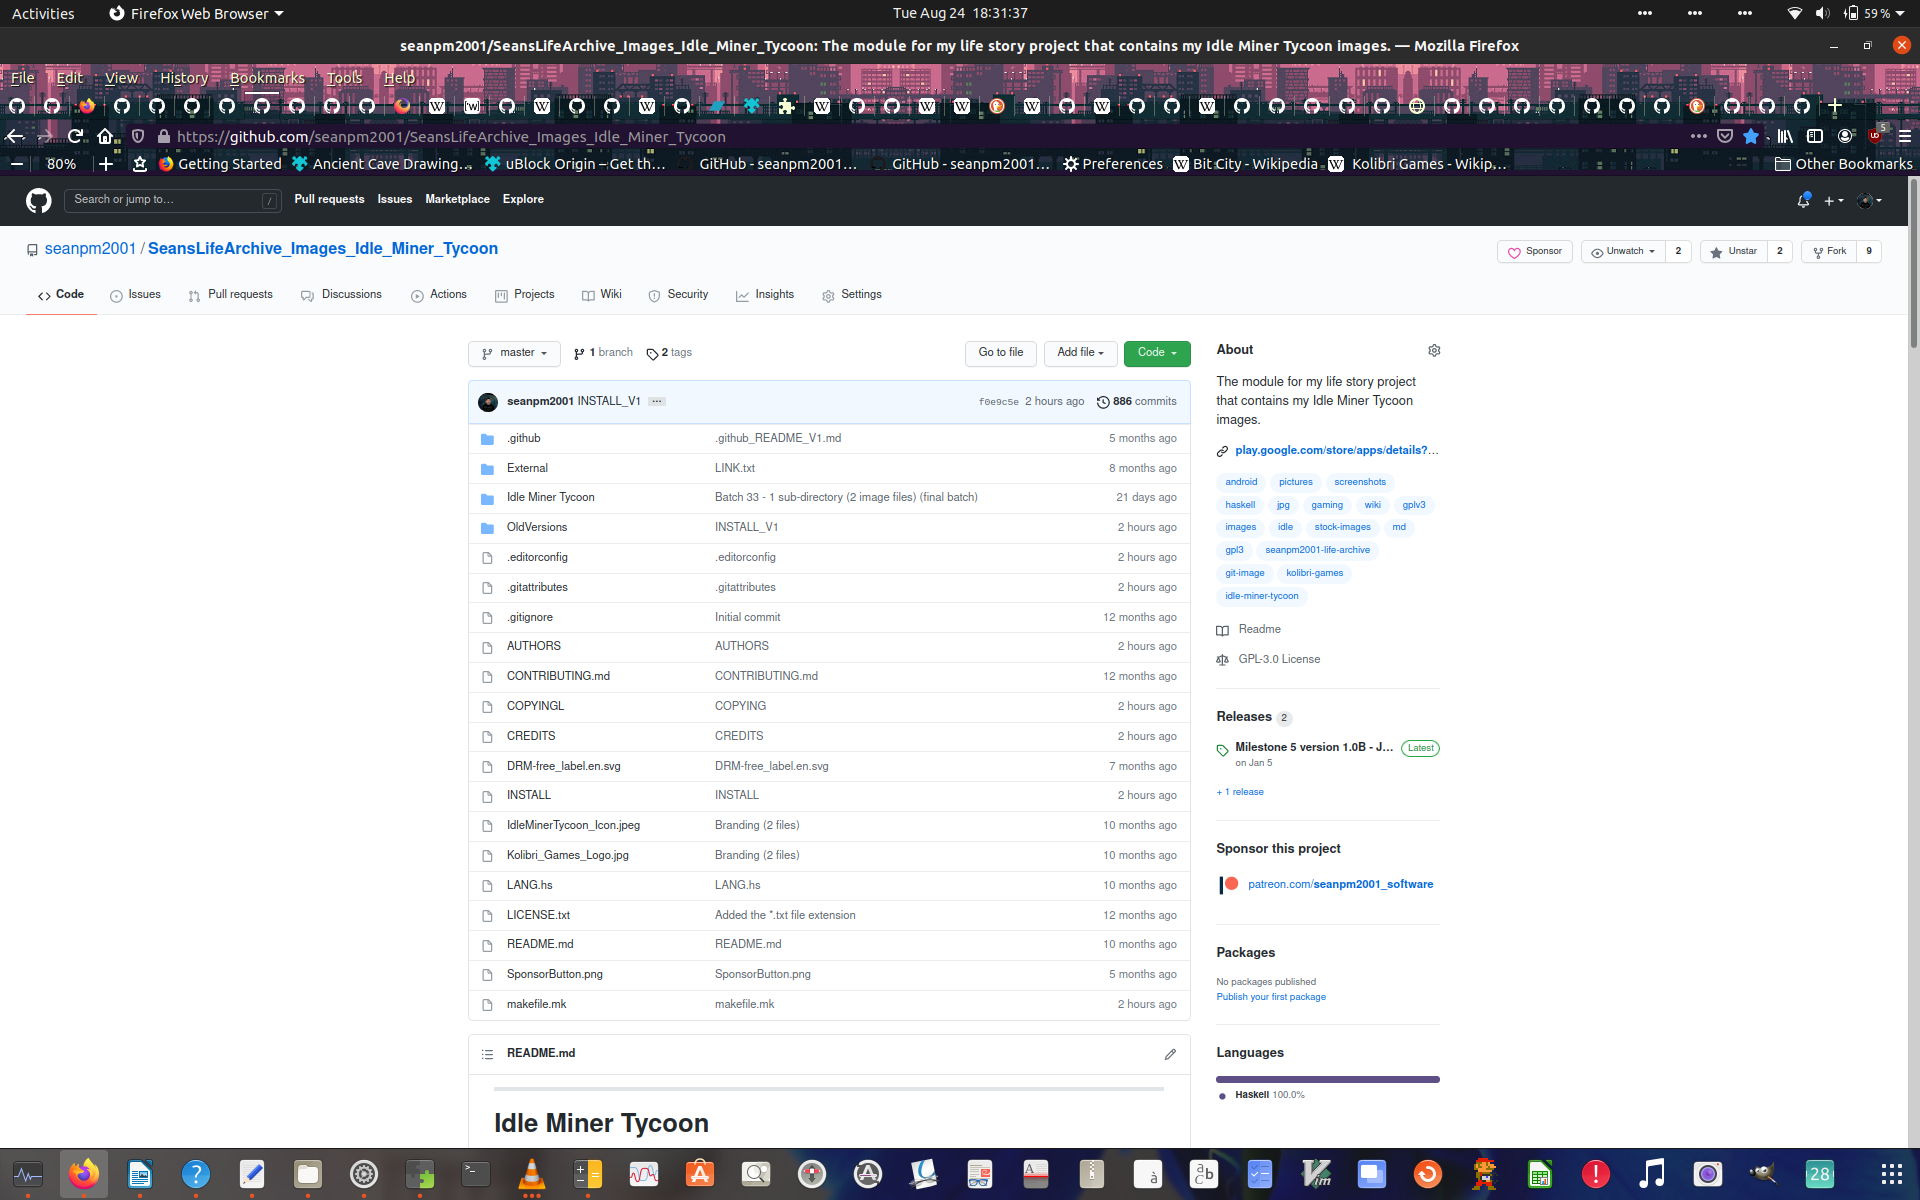 Activities Firefox Web Browser Tue Aug 24 18:31:37 59 %
seanpm2001/SeansLifeArchive_Images_Idle_Miner_Tycoon: The module for my life story project that contains my Idle Miner Tycoon images. — Mozilla Firefox
File Edit View History Bookmarks Tools Help
https://github.com/seanpm2001/SeansLifeArchive_Images_Idle_Miner_Tycoon 5
80% Getting Started Ancient Cave Drawing… uBlock Origin – Get th… GitHub - seanpm2001… GitHub - seanpm2001… Preferences Bit City - Wikipedia Kolibri Games - Wikip… Other Bookmarks
Search or jump to… / Pull requests Issues Marketplace Explore
seanpm2001 / SeansLifeArchive_Images_Idle_Miner_Tycoon Sponsor Unwatch 2 Unstar 2 Fork 9
Code Issues Pull requests Discussions Actions Projects Wiki Security Insights Settings
master 1 branch 2 tags Go to file Add file Code
seanpm2001 INSTALL_V1 … f0e9c5e 2 hours ago 886 commits
.github .github_README_V1.md 5 months ago
External LINK.txt 8 months ago
Idle Miner Tycoon Batch 33 - 1 sub-directory (2 image files) (final batch) 21 days ago
OldVersions INSTALL_V1 2 hours ago
.editorconfig .editorconfig 2 hours ago
.gitattributes .gitattributes 2 hours ago
.gitignore Initial commit 12 months ago
AUTHORS AUTHORS 2 hours ago
CONTRIBUTING.md CONTRIBUTING.md 12 months ago
COPYINGL COPYING 2 hours ago
CREDITS CREDITS 2 hours ago
DRM-free_label.en.svg DRM-free_label.en.svg 7 months ago
INSTALL INSTALL 2 hours ago
IdleMinerTycoon_Icon.jpeg Branding (2 files) 10 months ago
Kolibri_Games_Logo.jpg Branding (2 files) 10 months ago
LANG.hs LANG.hs 10 months ago
LICENSE.txt Added the *.txt file extension 12 months ago
README.md README.md 10 months ago
SponsorButton.png SponsorButton.png 5 months ago
makefile.mk makefile.mk 2 hours ago
README.md
Idle Miner Tycoon
About
The module for my life story project
that contains my Idle Miner Tycoon
images.
play.google.com/store/apps/details?…
android pictures screenshots
haskell jpg gaming wiki gplv3
images idle stock-images md
gpl3 seanpm2001-life-archive
git-image kolibri-games
idle-miner-tycoon
Readme
GPL-3.0 License
Releases 2
Milestone 5 version 1.0B - J… Latest
on Jan 5
+ 1 release
Sponsor this project
patreon.com/seanpm2001_software
Packages
No packages published
Publish your first package
Languages
Haskell 100.0%
28